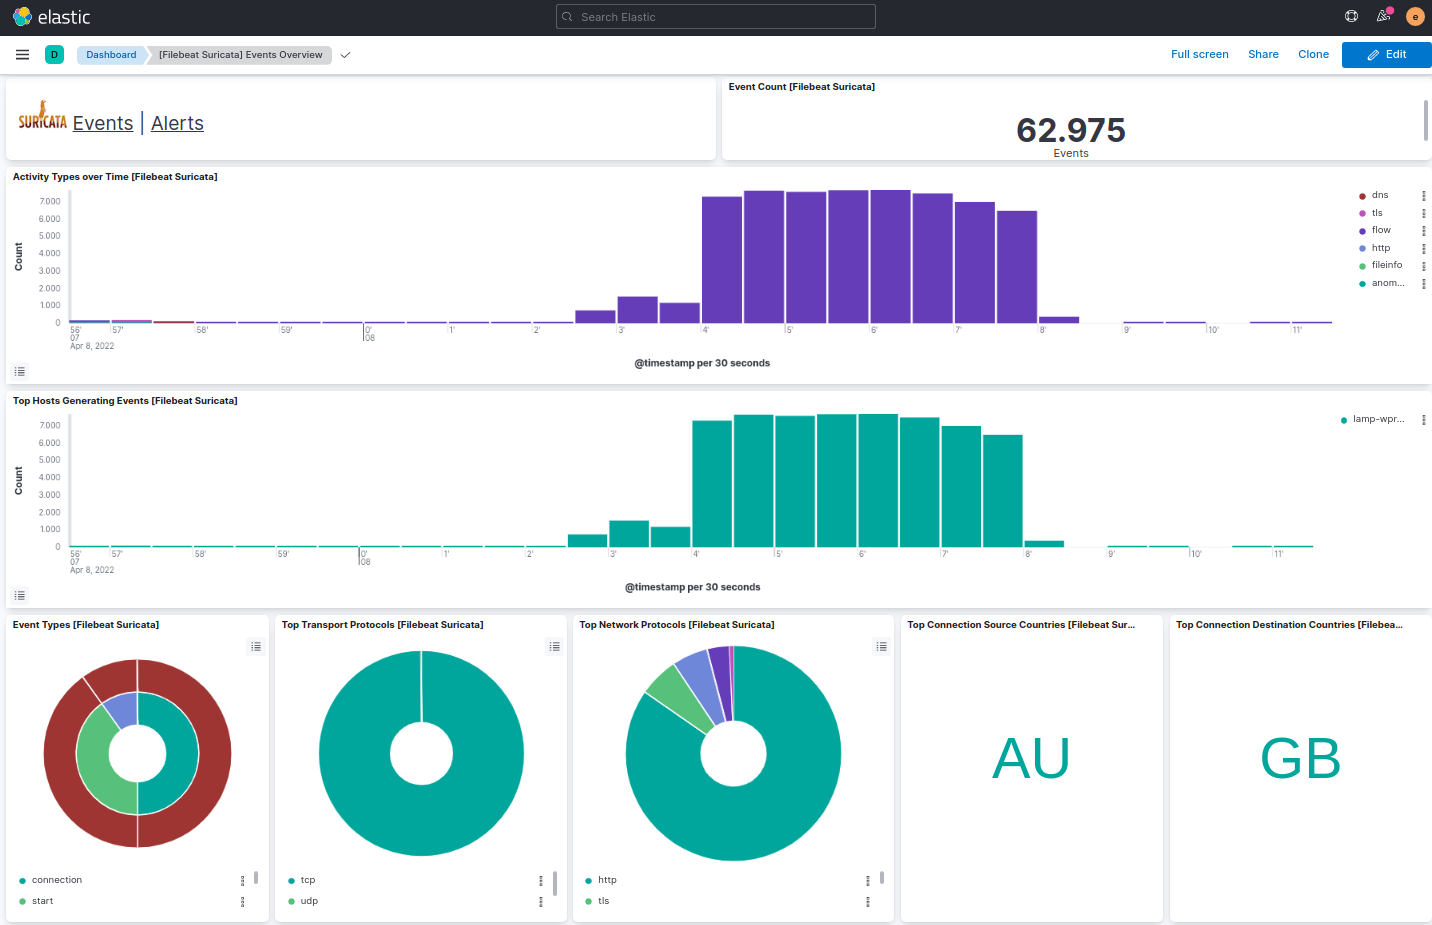 elastic
Search Elastic
e
D
Dashboard
[Filebeat Suricata] Events Overview
Full screen
Share
Clone
Edit
SURICATA
Events | Alerts
Event Count [Filebeat Suricata]
62.975
Events
Activity Types over Time [Filebeat Suricata]
Count
7.000
6.000
5.000
4.000
3.000
2.000
1.000
0
56' 57' 58' 59' 0' 1' 2' 3' 4' 5' 6' 7' 8' 9' 10' 11'
07 08
Apr 8, 2022
@timestamp per 30 seconds
dns
tls
flow
http
fileinfo
anom...
Top Hosts Generating Events [Filebeat Suricata]
Count
7.000
6.000
5.000
4.000
3.000
2.000
1.000
0
56' 57' 58' 59' 0' 1' 2' 3' 4' 5' 6' 7' 8' 9' 10' 11'
07 08
Apr 8, 2022
@timestamp per 30 seconds
lamp-wpr...
Event Types [Filebeat Suricata]
connection
start
Top Transport Protocols [Filebeat Suricata]
tcp
udp
Top Network Protocols [Filebeat Suricata]
http
tls
Top Connection Source Countries [Filebeat Sur...
AU
Top Connection Destination Countries [Filebea...
GB